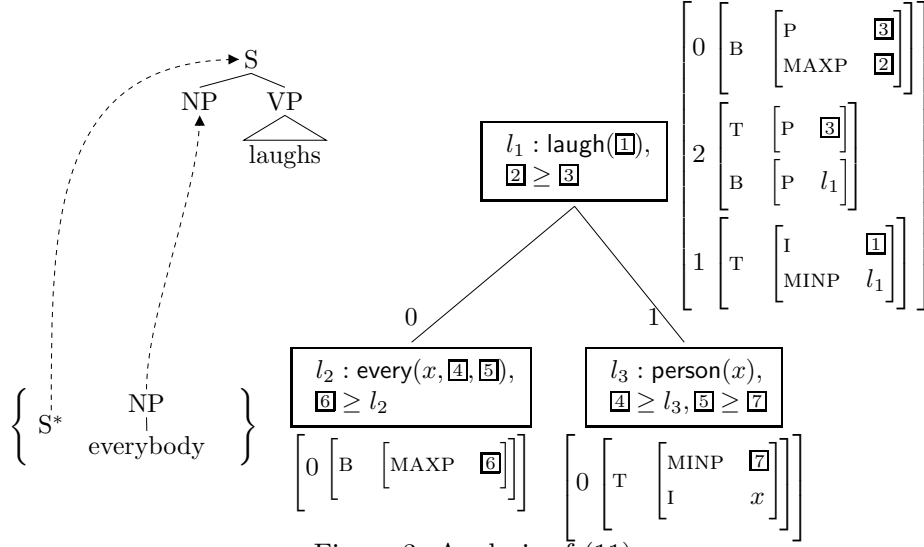 S
NP VP
laughs
l₁ : laugh(1),
2 ≥ 3
0 B P 3
MAXP 2
2 T P 3
B P l₁
1 T I 1
MINP l₁
0 1
l₂ : every(x, 4, 5),
6 ≥ l₂
l₃ : person(x),
4 ≥ l₃, 5 ≥ 7
{ S* NP }
everybody
0 B MAXP 6
0 T MINP 7
I x